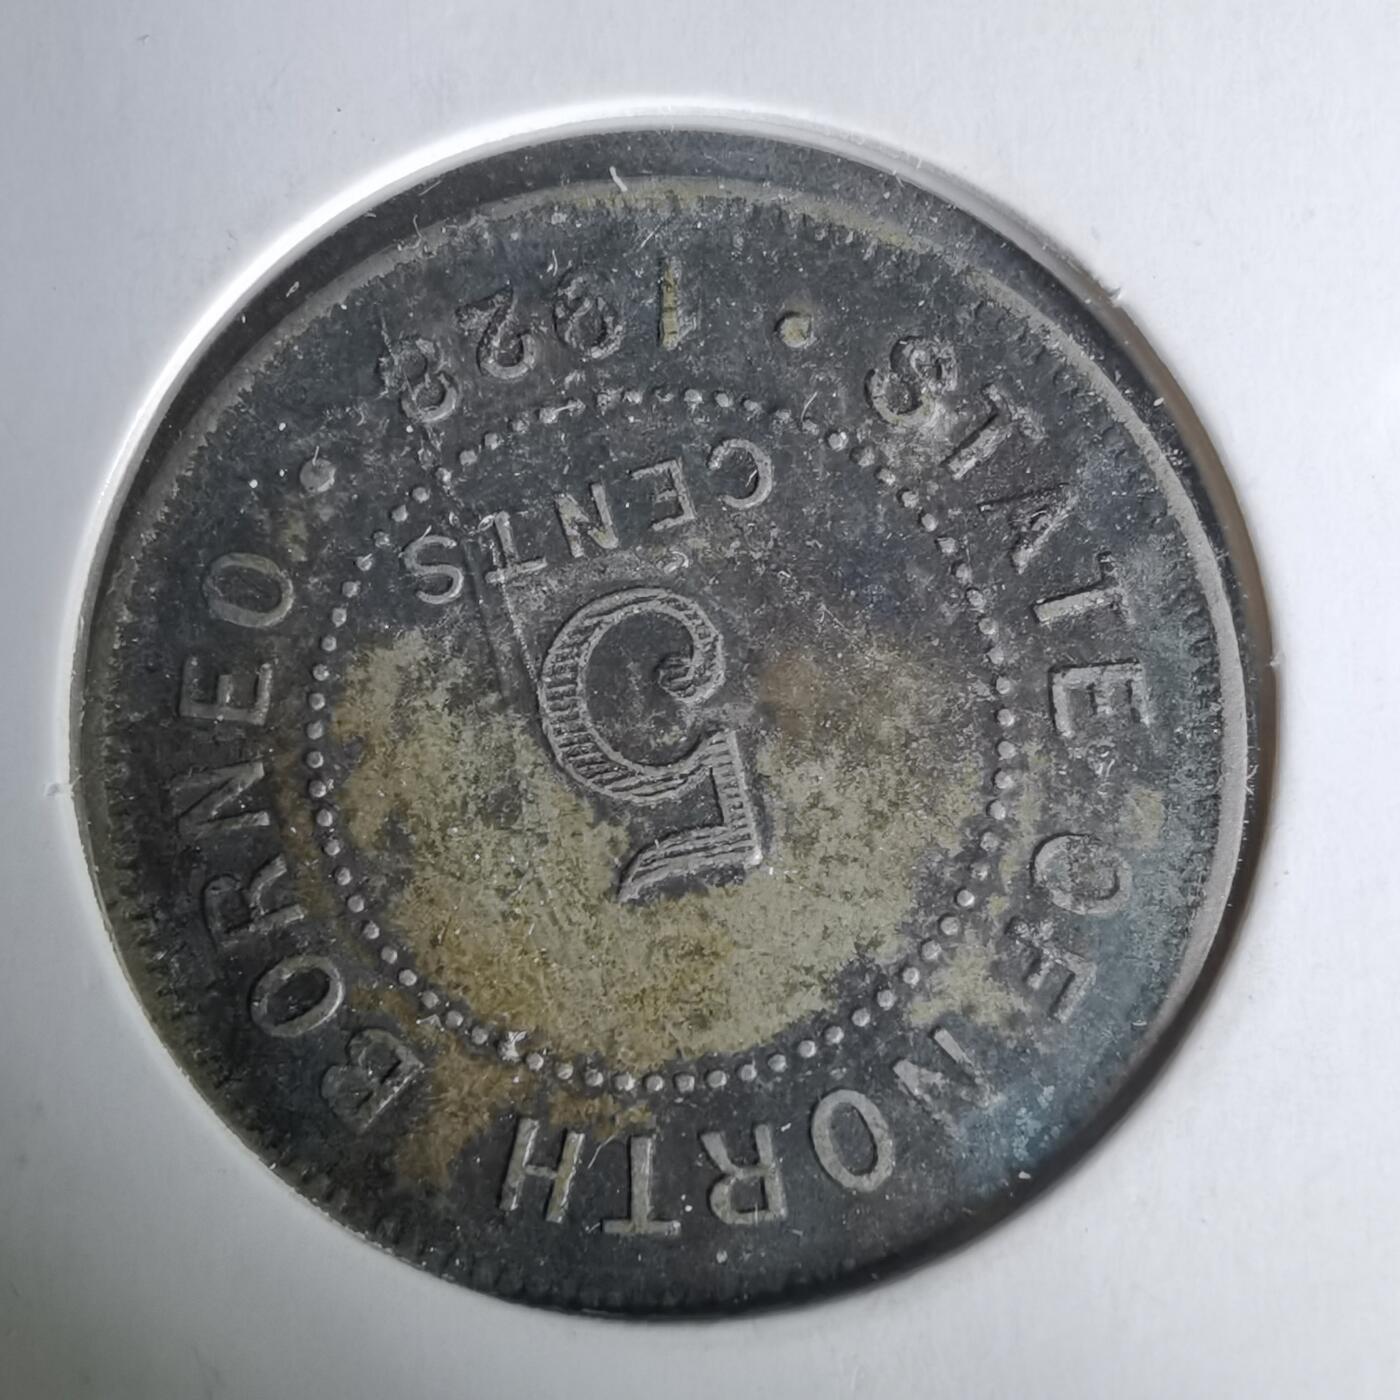 STATE OF NORTH BORNEO
5
CENTS
• 1928 •